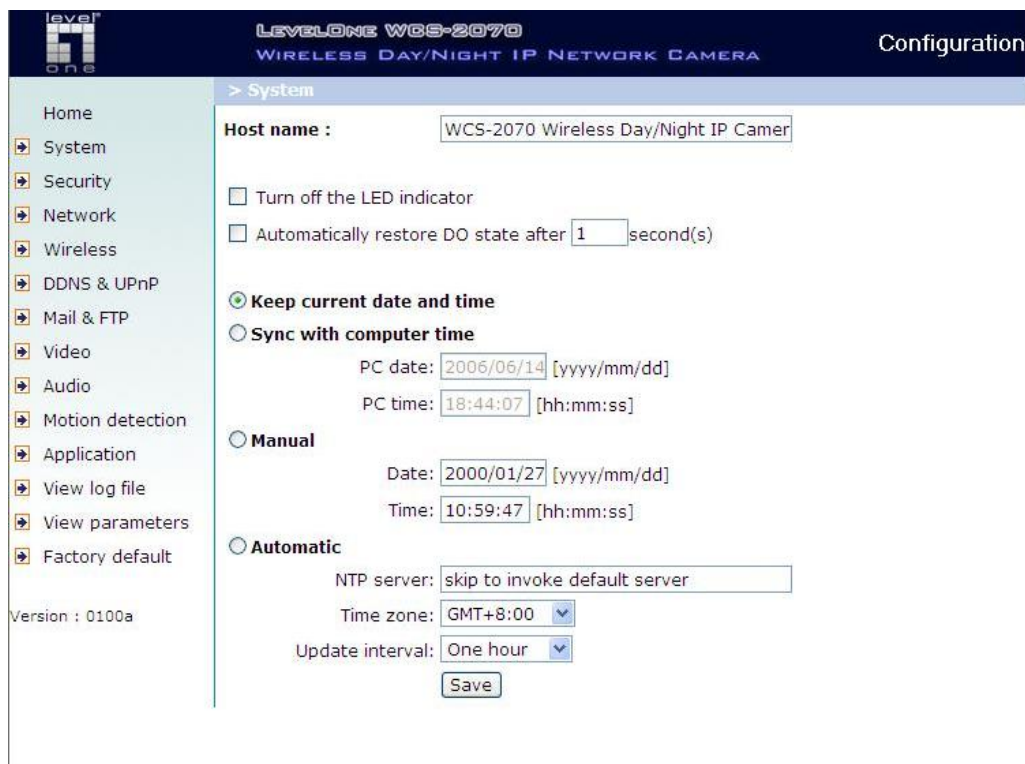 level
one
LevelOne WCS-2070
Wireless Day/Night IP Network Camera
Configuration
> System
Home
System
Security
Network
Wireless
DDNS & UPnP
Mail & FTP
Video
Audio
Motion detection
Application
View log file
View parameters
Factory default
Version : 0100a
Host name : WCS-2070 Wireless Day/Night IP Camer
Turn off the LED indicator
Automatically restore DO state after 1 second(s)
Keep current date and time
Sync with computer time
PC date: 2006/06/14 [yyyy/mm/dd]
PC time: 18:44:07 [hh:mm:ss]
Manual
Date: 2000/01/27 [yyyy/mm/dd]
Time: 10:59:47 [hh:mm:ss]
Automatic
NTP server: skip to invoke default server
Time zone: GMT+8:00
Update interval: One hour
Save